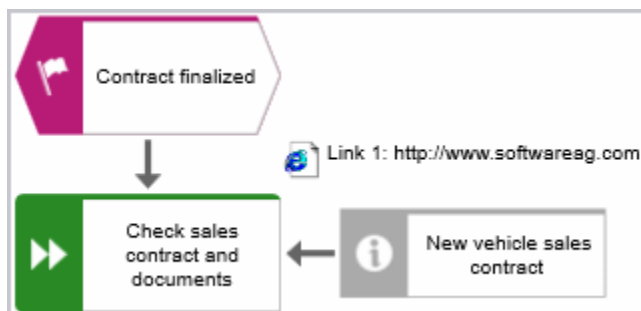 Contract finalized
Link 1: http://www.softwareag.com
Check sales
contract and
documents
New vehicle sales
contract